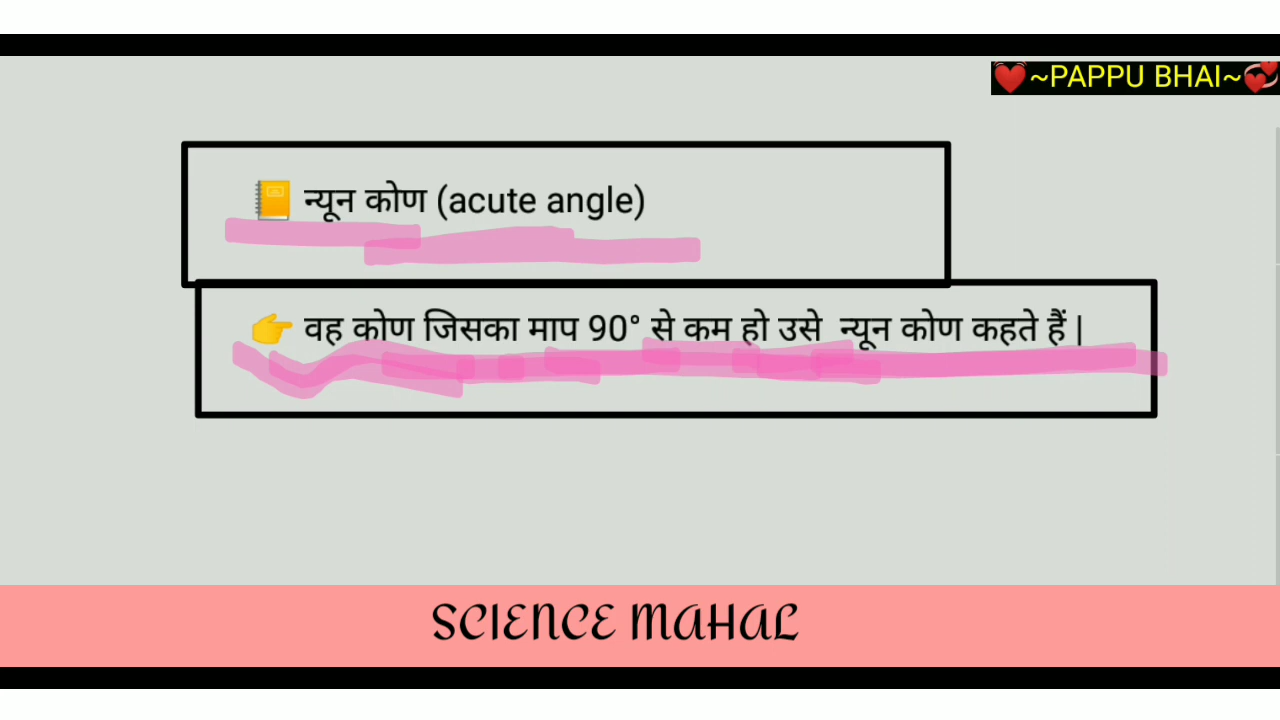 ❤️~PAPPU BHAI~💞
📒 न्यून कोण (acute angle)
👉 वह कोण जिसका माप 90° से कम हो उसे न्यून कोण कहते हैं |
SCIENCE MAHAL